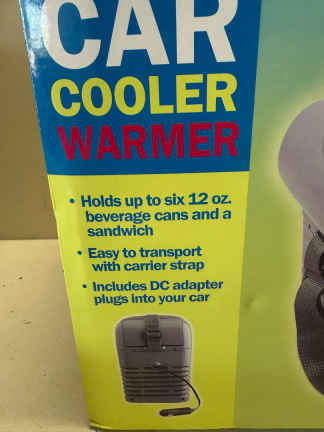 CAR
COOLER
WARMER
• Holds up to six 12 oz.
beverage cans and a
sandwich
• Easy to transport
with carrier strap
• Includes DC adapter
plugs into your car